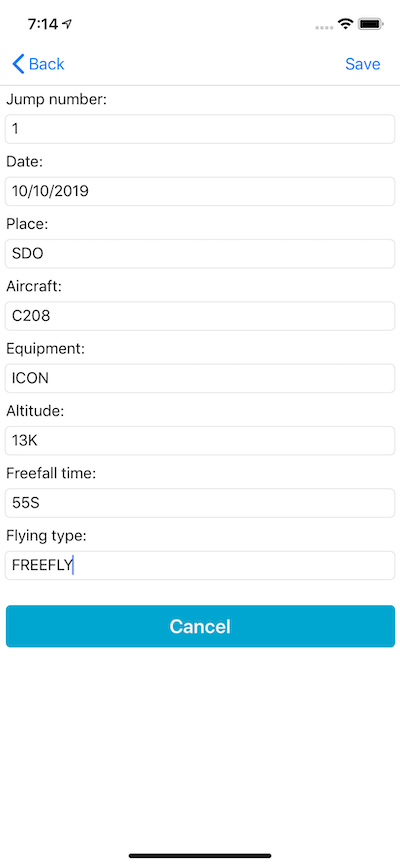 7:14
Back
Save
Jump number:
1
Date:
10/10/2019
Place:
SDO
Aircraft:
C208
Equipment:
ICON
Altitude:
13K
Freefall time:
55S
Flying type:
FREEFLY
Cancel